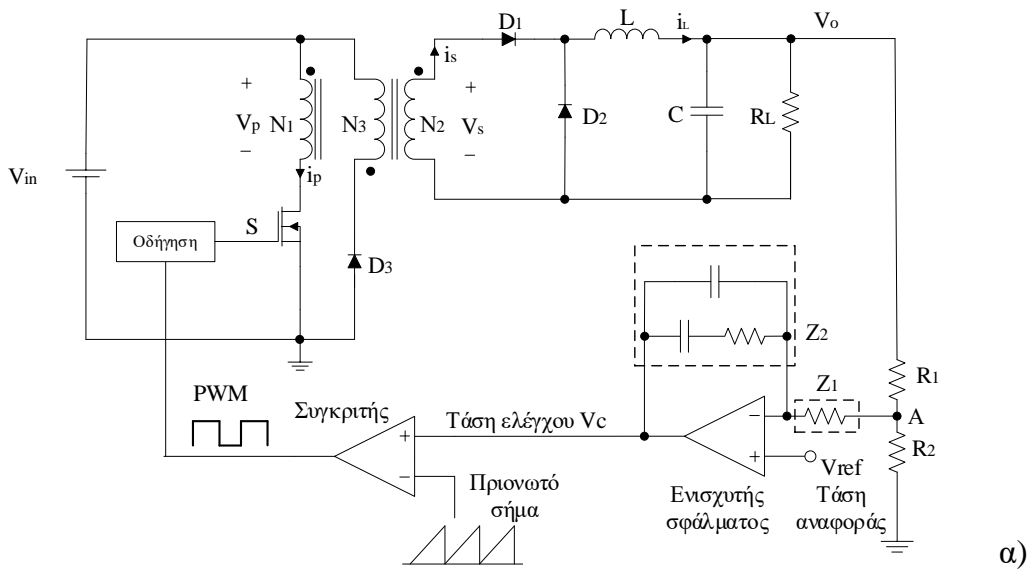 D1
L
iL
Vo
is
+
Vp
−
N1
N3
N2
+
Vs
−
D2
C
RL
Vin
ip
S
Οδήγηση
D3
Z2
R1
PWM
Συγκριτής
Τάση ελέγχου Vc
Z1
A
+
−
−
+
R2
Vref
Πριονωτό
σήμα
Ενισχυτής
σφάλματος
Τάση
αναφοράς
α)